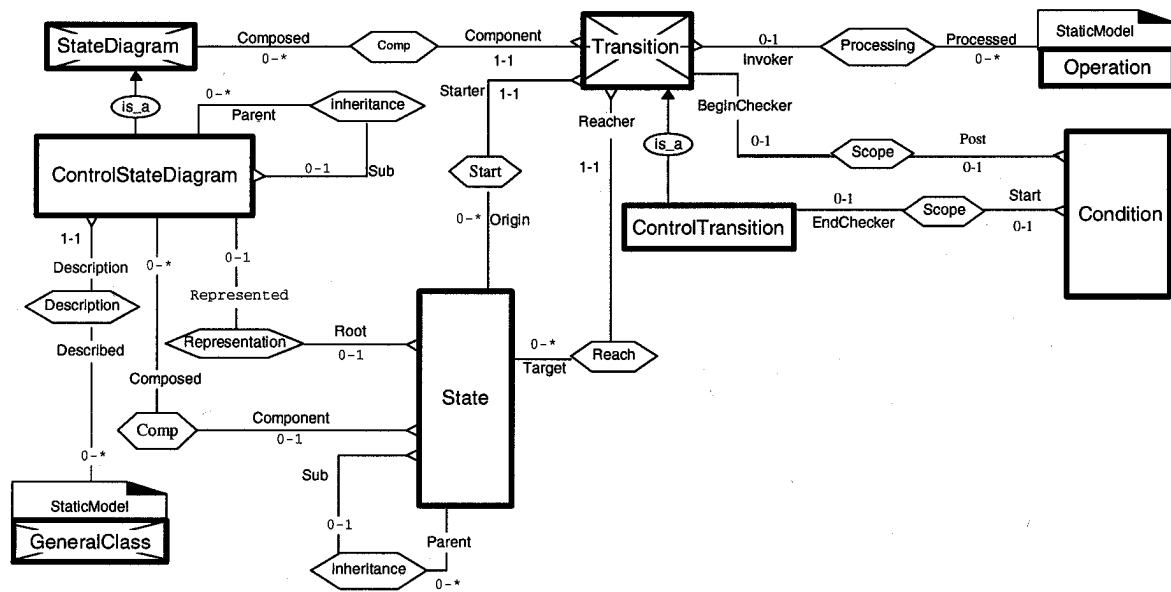 StateDiagram
Composed
0-*
Comp
Component
1-1
Transition
0-1
Invoker
Processing
Processed
0-*
StaticModel
Operation
is_a
0-*
Parent
inheritance
0-1
Sub
ControlStateDiagram
Starter
1-1
Start
0-*
Origin
Reacher
1-1
is_a
BeginChecker
0-1
Scope
Post
0-1
ControlTransition
0-1
EndChecker
Scope
Start
0-1
Condition
1-1
Description
Description
Described
0-*
StaticModel
GeneralClass
0-*
Composed
Comp
Component
0-1
0-1
Represented
Representation
Root
0-1
State
0-*
Target
Reach
Sub
0-1
inheritance
Parent
0-*